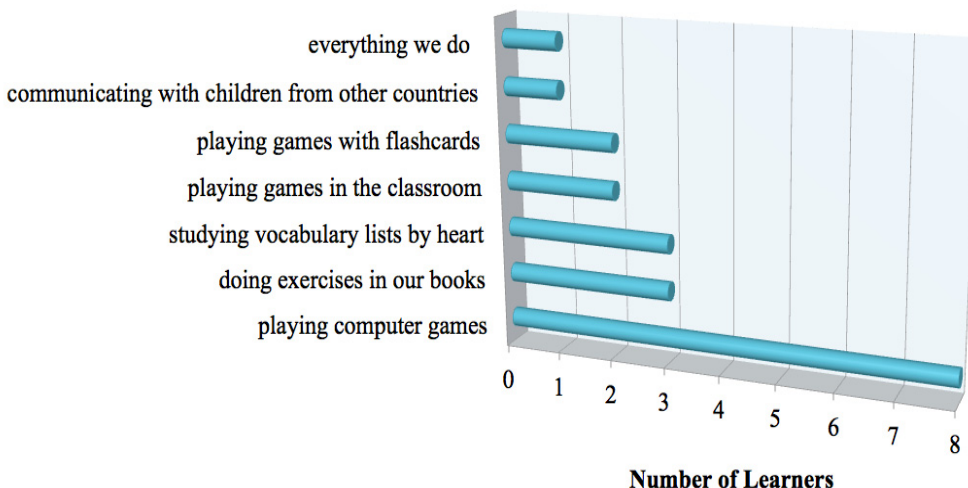 everything we do
communicating with children from other countries
playing games with flashcards
playing games in the classroom
studying vocabulary lists by heart
doing exercises in our books
playing computer games
0 1 2 3 4 5 6 7 8
Number of Learners